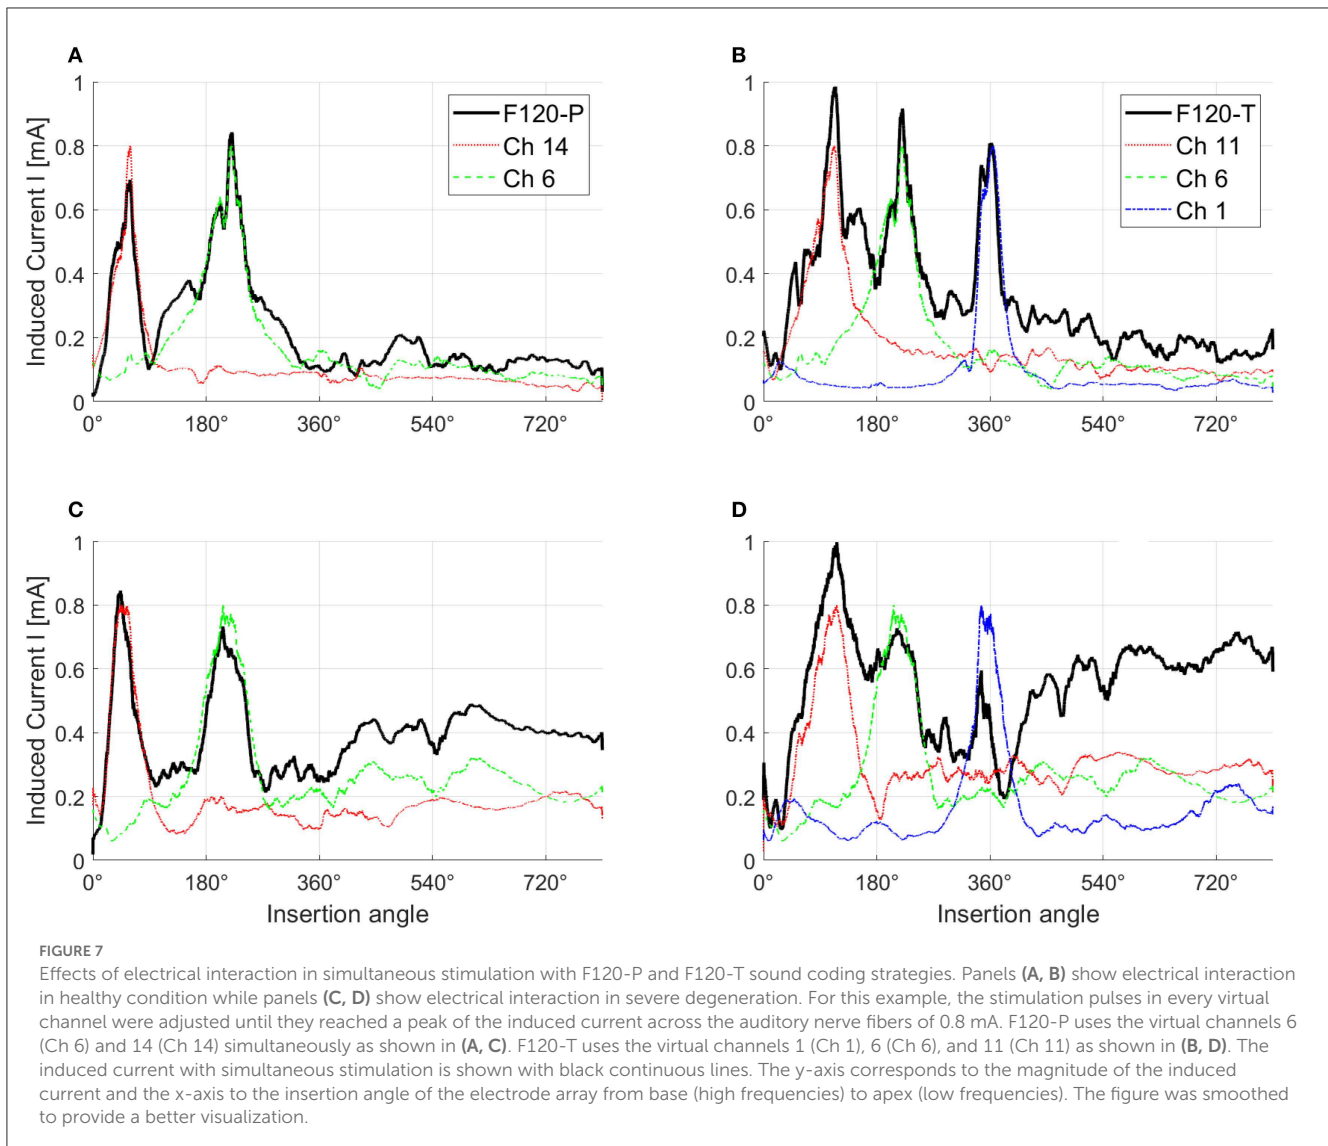 A
Induced Current I [mA]
1
0.8
0.6
0.4
0.2
0
0°
180°
360°
540°
720°
F120-P
Ch 14
Ch 6
B
1
0.8
0.6
0.4
0.2
0
0°
180°
360°
540°
720°
F120-T
Ch 11
Ch 6
Ch 1
C
Induced Current I [mA]
1
0.8
0.6
0.4
0.2
0
0°
180°
360°
540°
720°
Insertion angle
D
1
0.8
0.6
0.4
0.2
0
0°
180°
360°
540°
720°
Insertion angle
FIGURE 7
Effects of electrical interaction in simultaneous stimulation with F120-P and F120-T sound coding strategies. Panels (A, B) show electrical interaction
in healthy condition while panels (C, D) show electrical interaction in severe degeneration. For this example, the stimulation pulses in every virtual
channel were adjusted until they reached a peak of the induced current across the auditory nerve fibers of 0.8 mA. F120-P uses the virtual channels 6
(Ch 6) and 14 (Ch 14) simultaneously as shown in (A, C). F120-T uses the virtual channels 1 (Ch 1), 6 (Ch 6), and 11 (Ch 11) as shown in (B, D). The
induced current with simultaneous stimulation is shown with black continuous lines. The y-axis corresponds to the magnitude of the induced
current and the x-axis to the insertion angle of the electrode array from base (high frequencies) to apex (low frequencies). The figure was smoothed
to provide a better visualization.